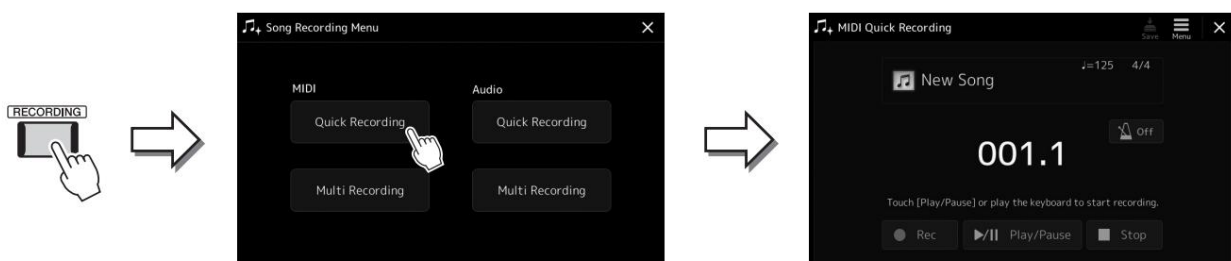 RECORDING
Song Recording Menu
MIDI
Audio
Quick Recording
Quick Recording
Multi Recording
Multi Recording
MIDI Quick Recording
Save
Menu
New Song
♩=125 4/4
Off
001.1
Touch [Play/Pause] or play the keyboard to start recording.
Rec
Play/Pause
Stop